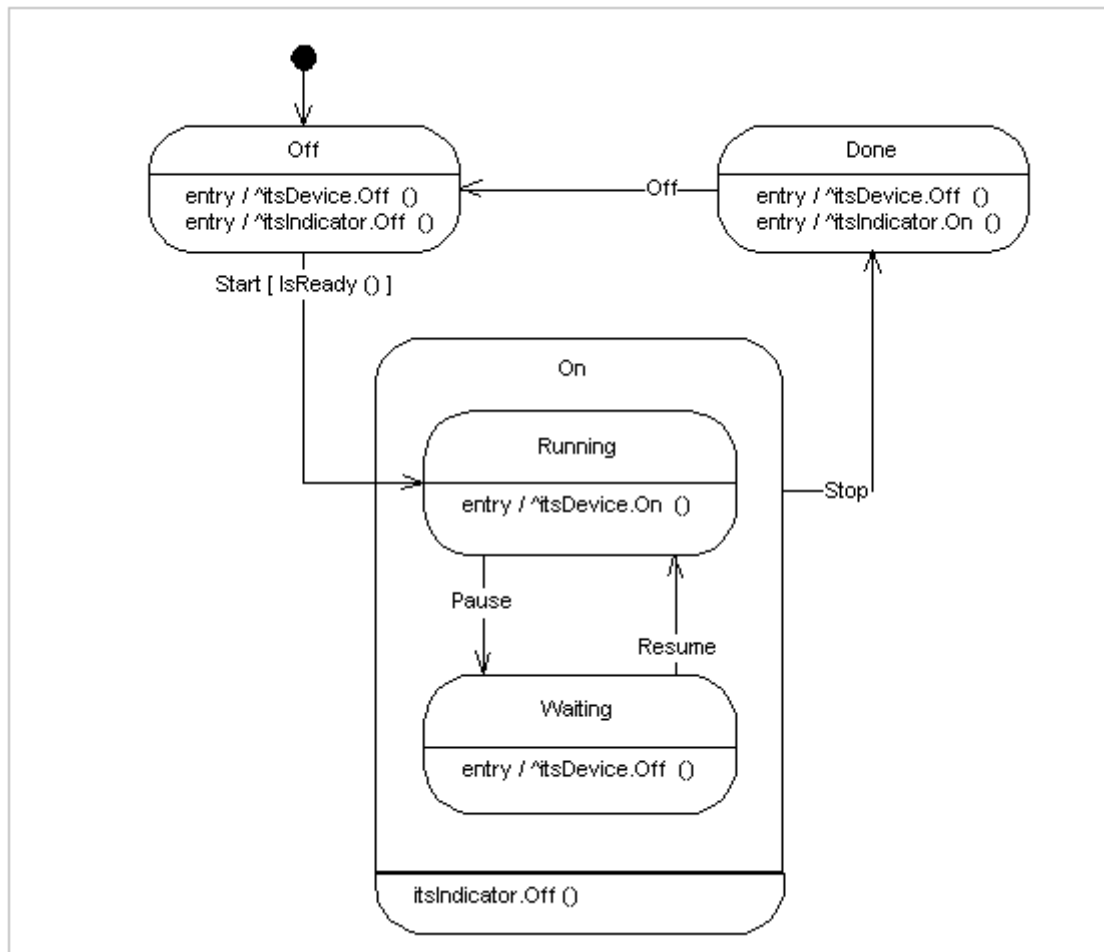 Off
entry / ^itsDevice.Off ()
entry / ^itsIndicator.Off ()
Done
entry / ^itsDevice.Off ()
entry / ^itsIndicator.On ()
Off
Start [ IsReady () ]
On
Running
entry / ^itsDevice.On ()
Stop
Pause
Resume
Waiting
entry / ^itsDevice.Off ()
itsIndicator.Off ()